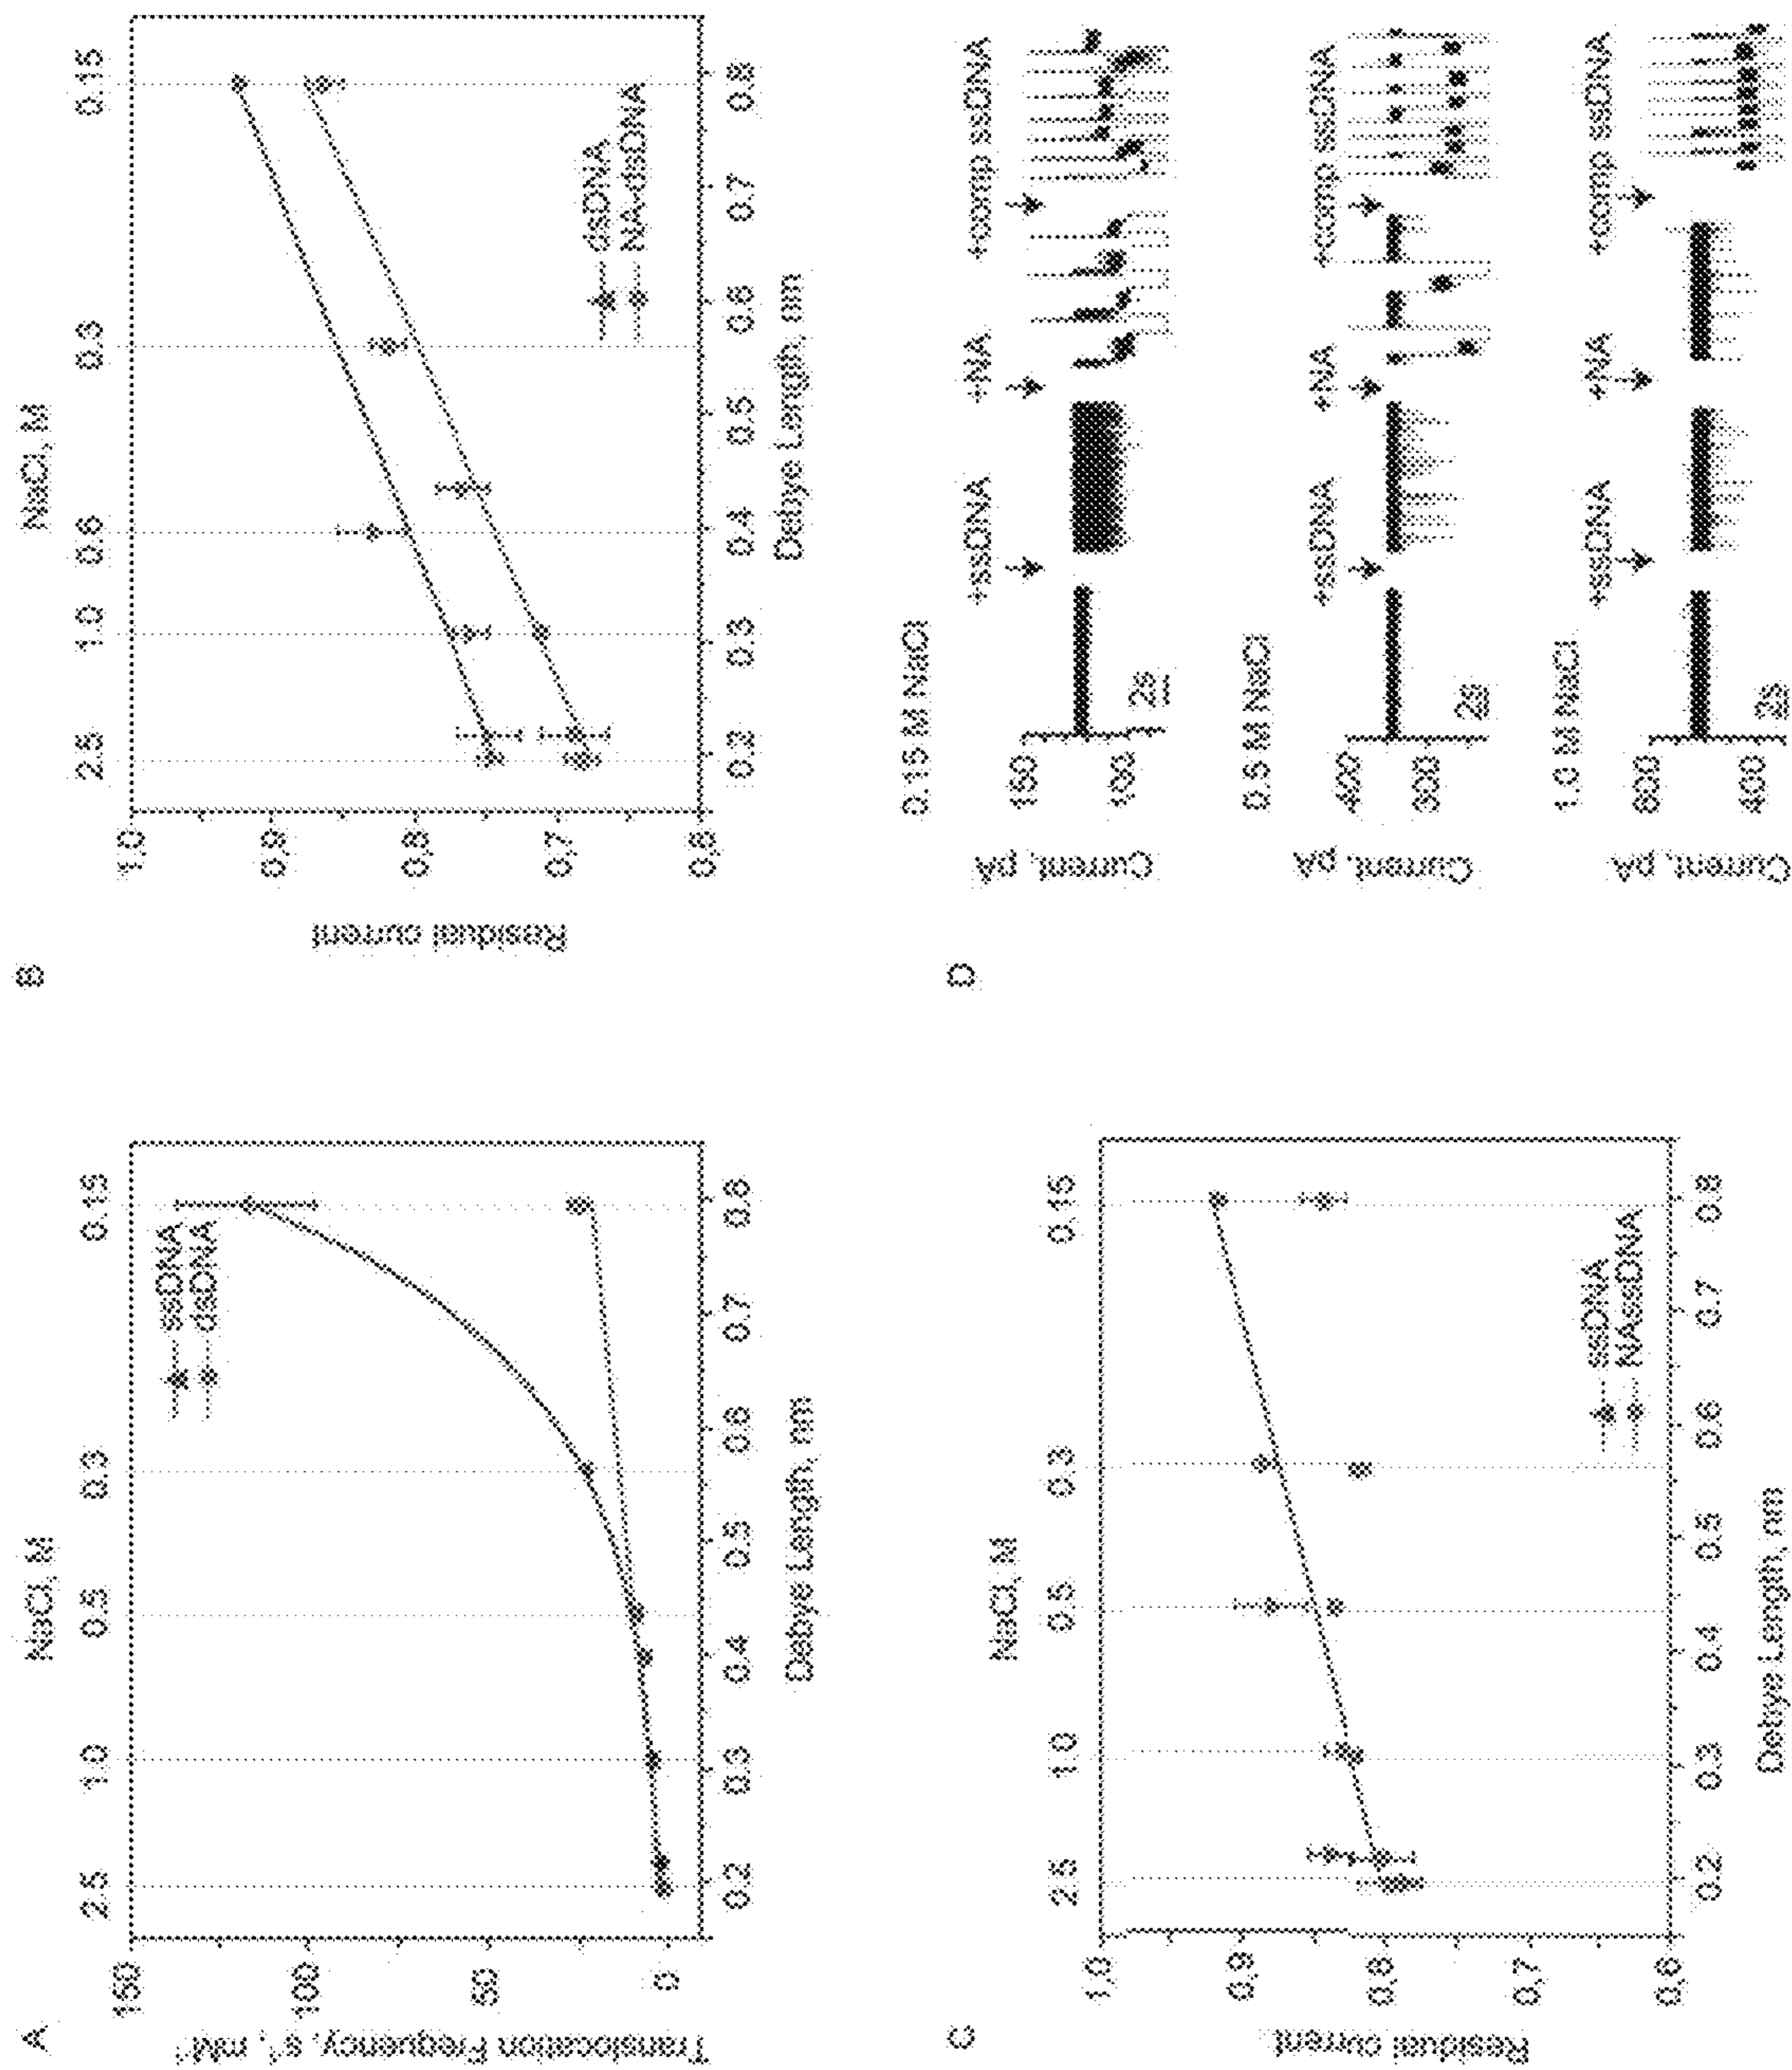 A
NaCl, M
2.5 1.0 0.5 0.3 0.15
150
100
50
0
Translocation Frequency, s⁻¹, nM⁻¹
ssDNA
dsDNA
0.2 0.3 0.4 0.5 0.6 0.7 0.8
Debye Length, nm
B
NaCl, M
2.5 1.0 0.6 0.3 0.15
1.0
0.9
0.8
0.7
0.6
Residual current
dsDNA
NA-dsDNA
0.2 0.3 0.4 0.5 0.6 0.7 0.8
Debye Length, nm
C
NaCl, M
2.5 1.0 0.5 0.3 0.15
1.0
0.9
0.8
0.7
0.6
Residual current
ssDNA
NAssDNA
0.2 0.3 0.4 0.5 0.6 0.7 0.8
Debye Length, nm
D
0.15 M NaCl
+ssDNA +NA +comp ssDNA
150
100
Current, pA
2s
0.5 M NaCl
+ssDNA +NA +comp ssDNA
400
300
Current, pA
2s
1.0 M NaCl
+ssDNA +NA +comp ssDNA
400
Current, pA
2s